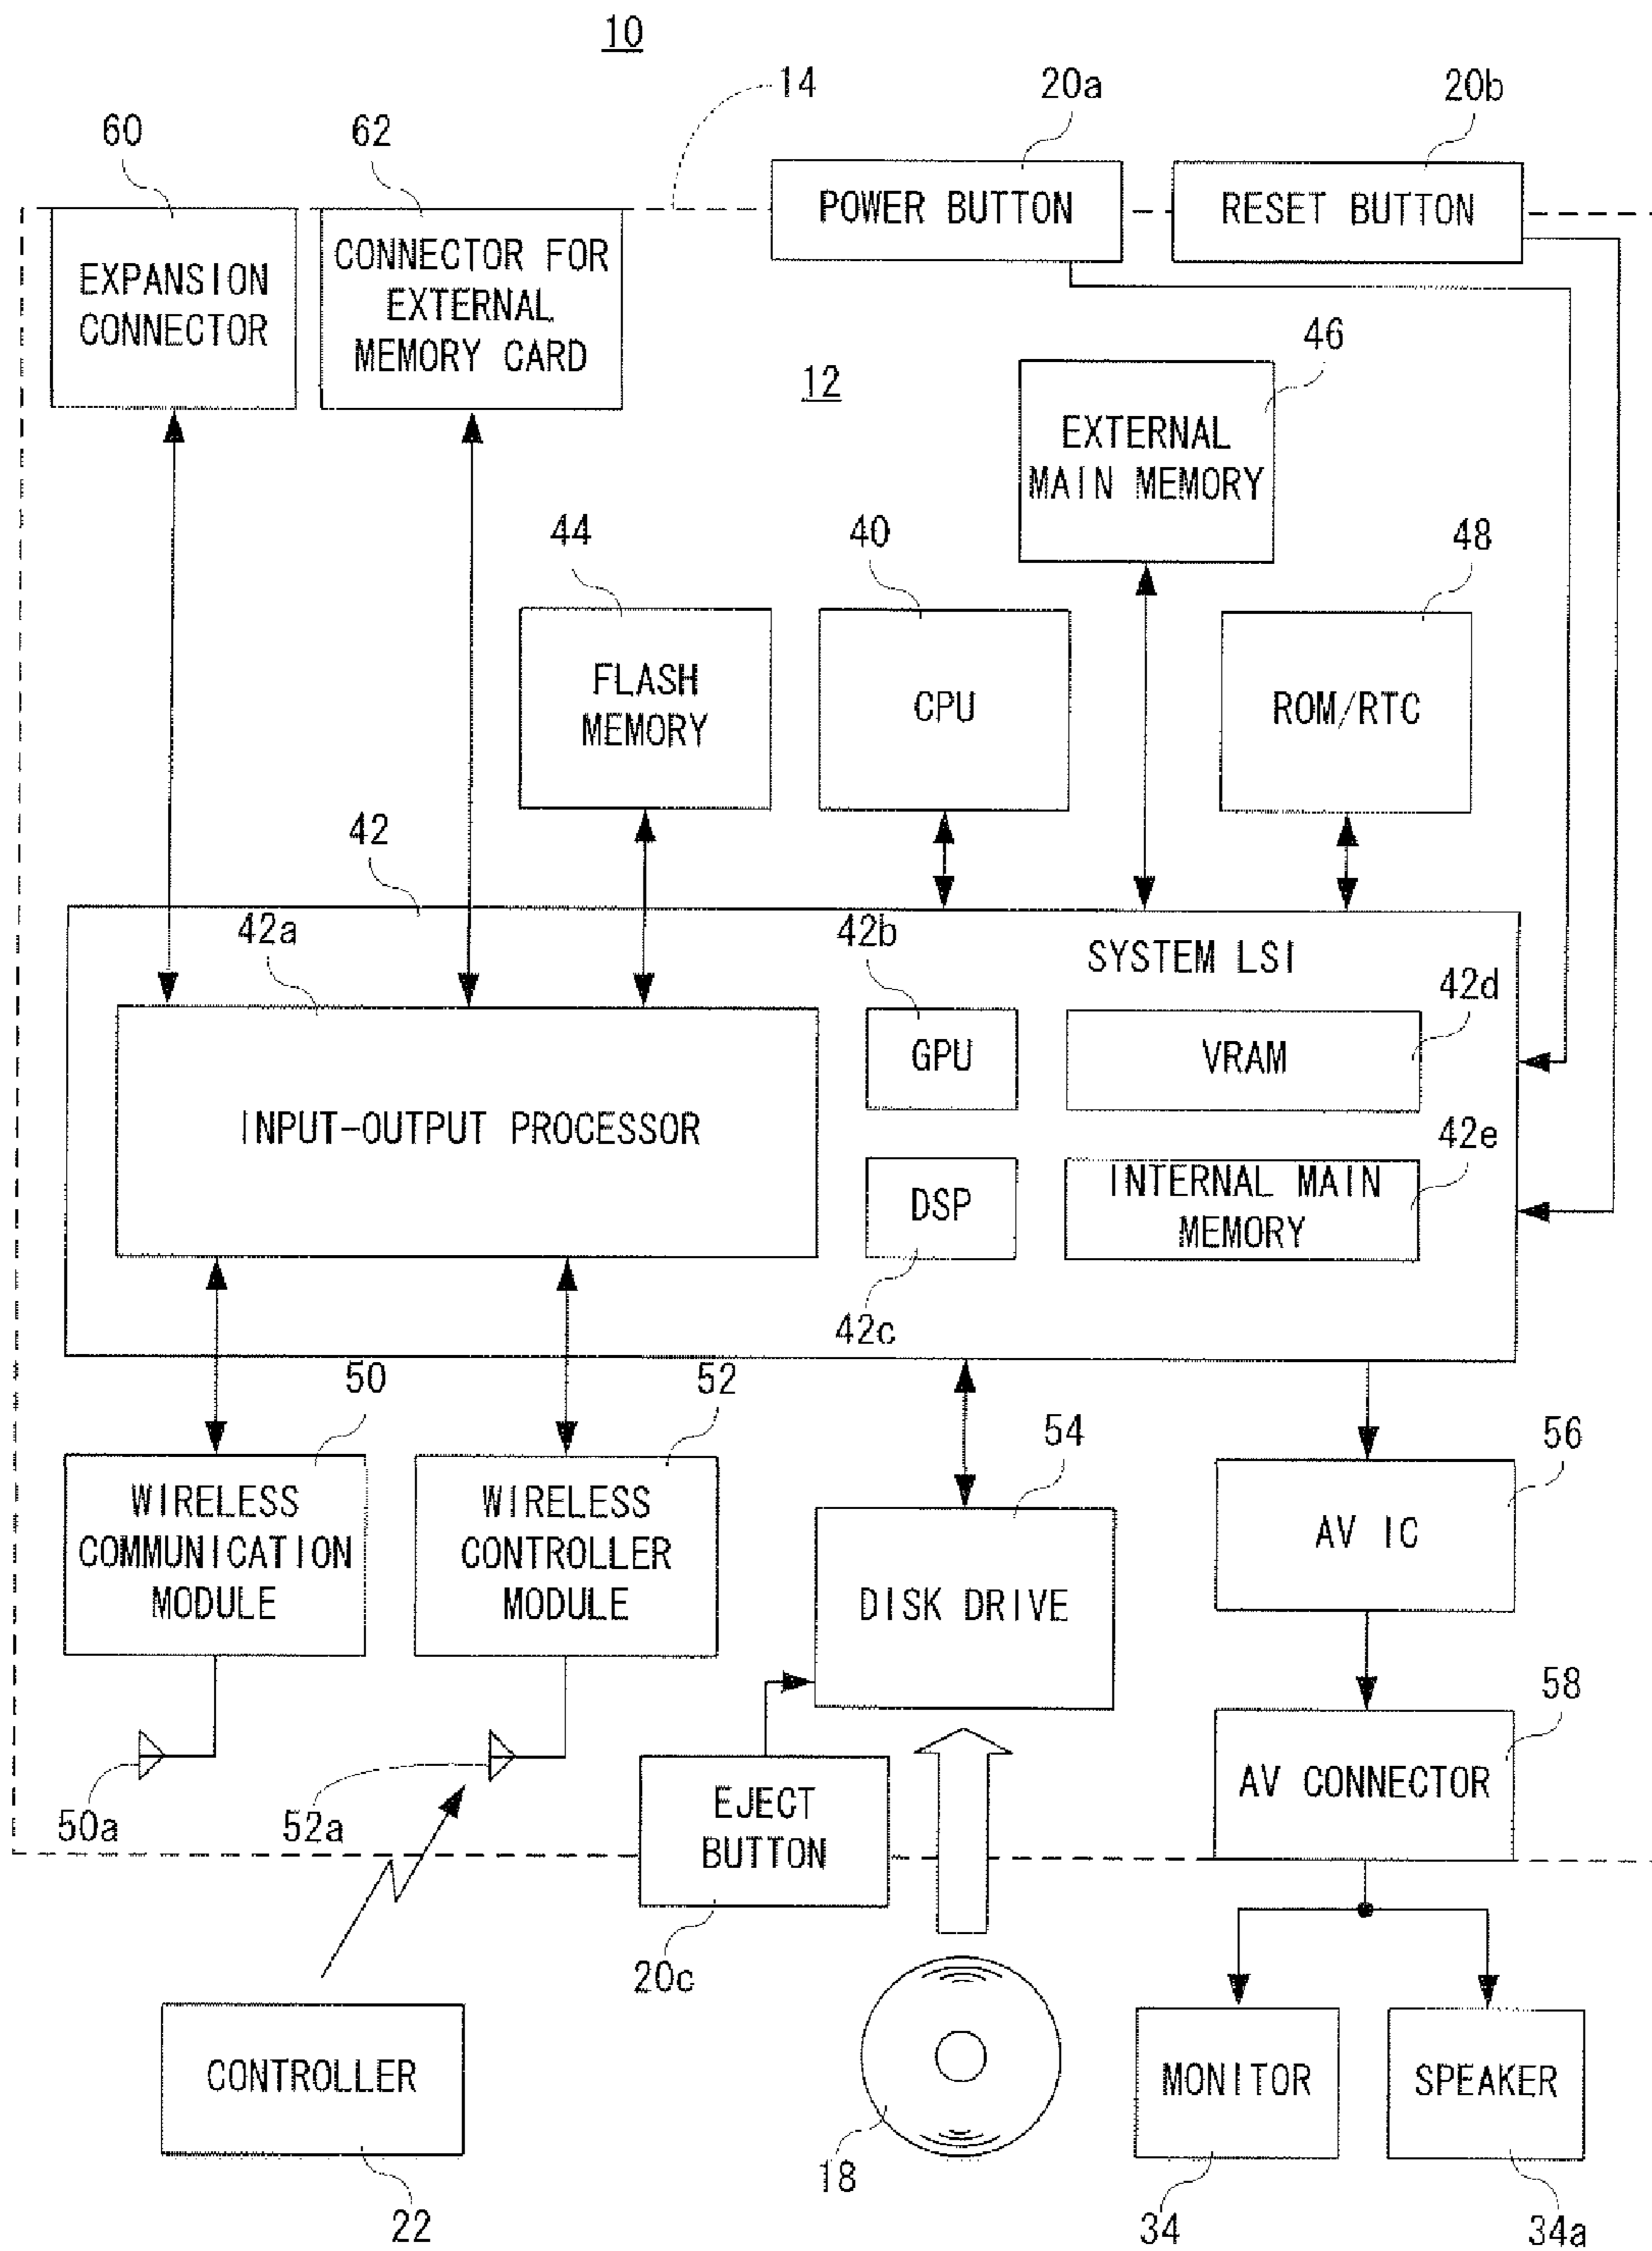 10
14
20a
20b
60
62
POWER BUTTON
RESET BUTTON
EXPANSION
CONNECTOR
CONNECTOR FOR
EXTERNAL
MEMORY CARD
12
46
EXTERNAL
MAIN MEMORY
44
40
48
FLASH
MEMORY
CPU
ROM/RTC
42
42a
42b
SYSTEM LSI
42d
GPU
VRAM
INPUT-OUTPUT PROCESSOR
42e
DSP
INTERNAL MAIN
MEMORY
42c
50
52
54
56
WIRELESS
COMMUNICATION
MODULE
WIRELESS
CONTROLLER
MODULE
DISK DRIVE
AV IC
58
50a
52a
EJECT
BUTTON
AV CONNECTOR
20c
CONTROLLER
MONITOR
SPEAKER
18
22
34
34a